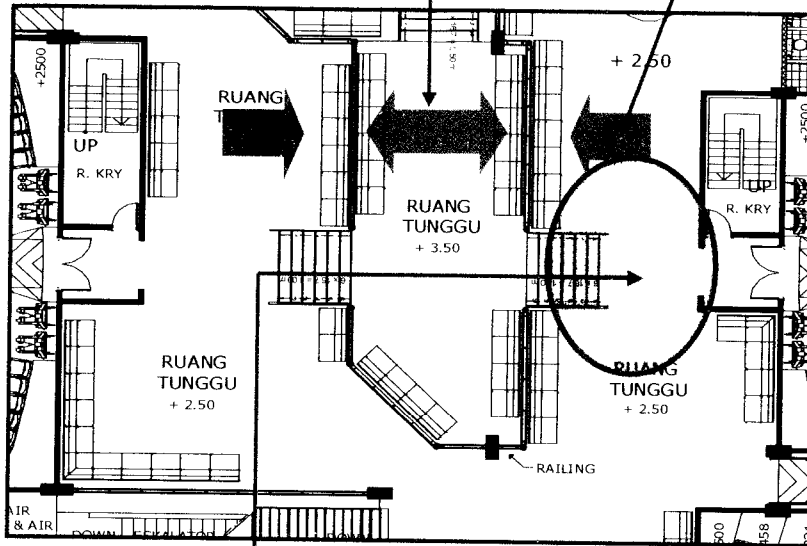 +2500
+ 2.50
+2500
RUANG
UP
R. KRY
RUANG
TUNGGU
+ 3.50
UP
R. KRY
RUANG
TUNGGU
+ 2.50
RUANG
TUNGGU
+ 2.50
RAILING
AIR
& AIR
DOWN
ESKALATOR
DOWN
500
458